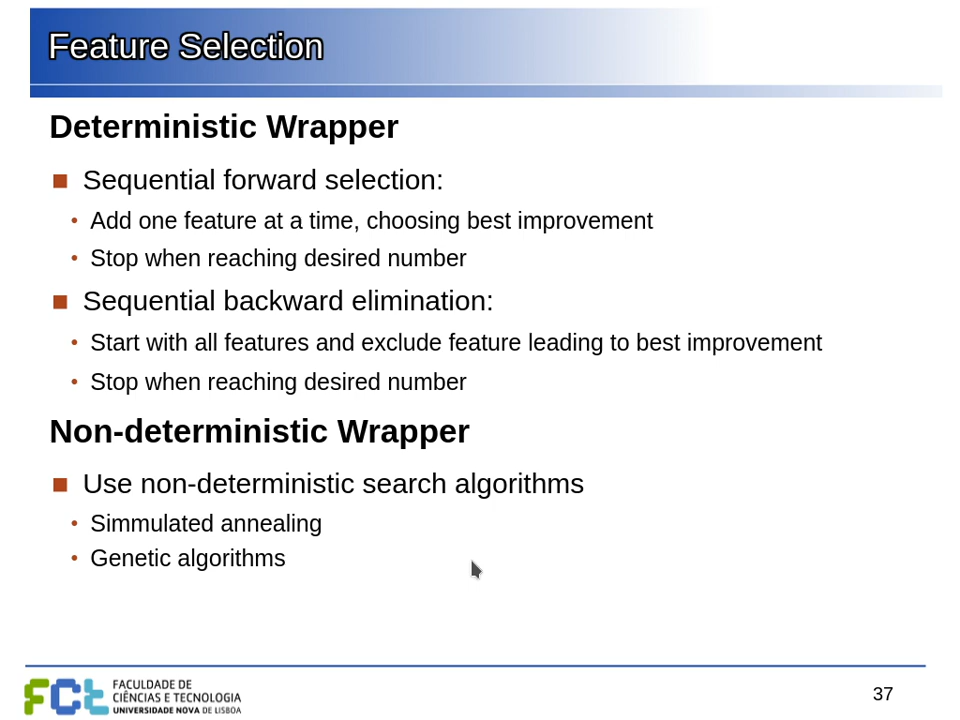 Feature Selection
Deterministic Wrapper
Sequential forward selection:
Add one feature at a time, choosing best improvement
Stop when reaching desired number
Sequential backward elimination:
Start with all features and exclude feature leading to best improvement
Stop when reaching desired number
Non-deterministic Wrapper
Use non-deterministic search algorithms
Simmulated annealing
Genetic algorithms
FCt
FACULDADE DE
CIÊNCIAS E TECNOLOGIA
UNIVERSIDADE NOVA DE LISBOA
37